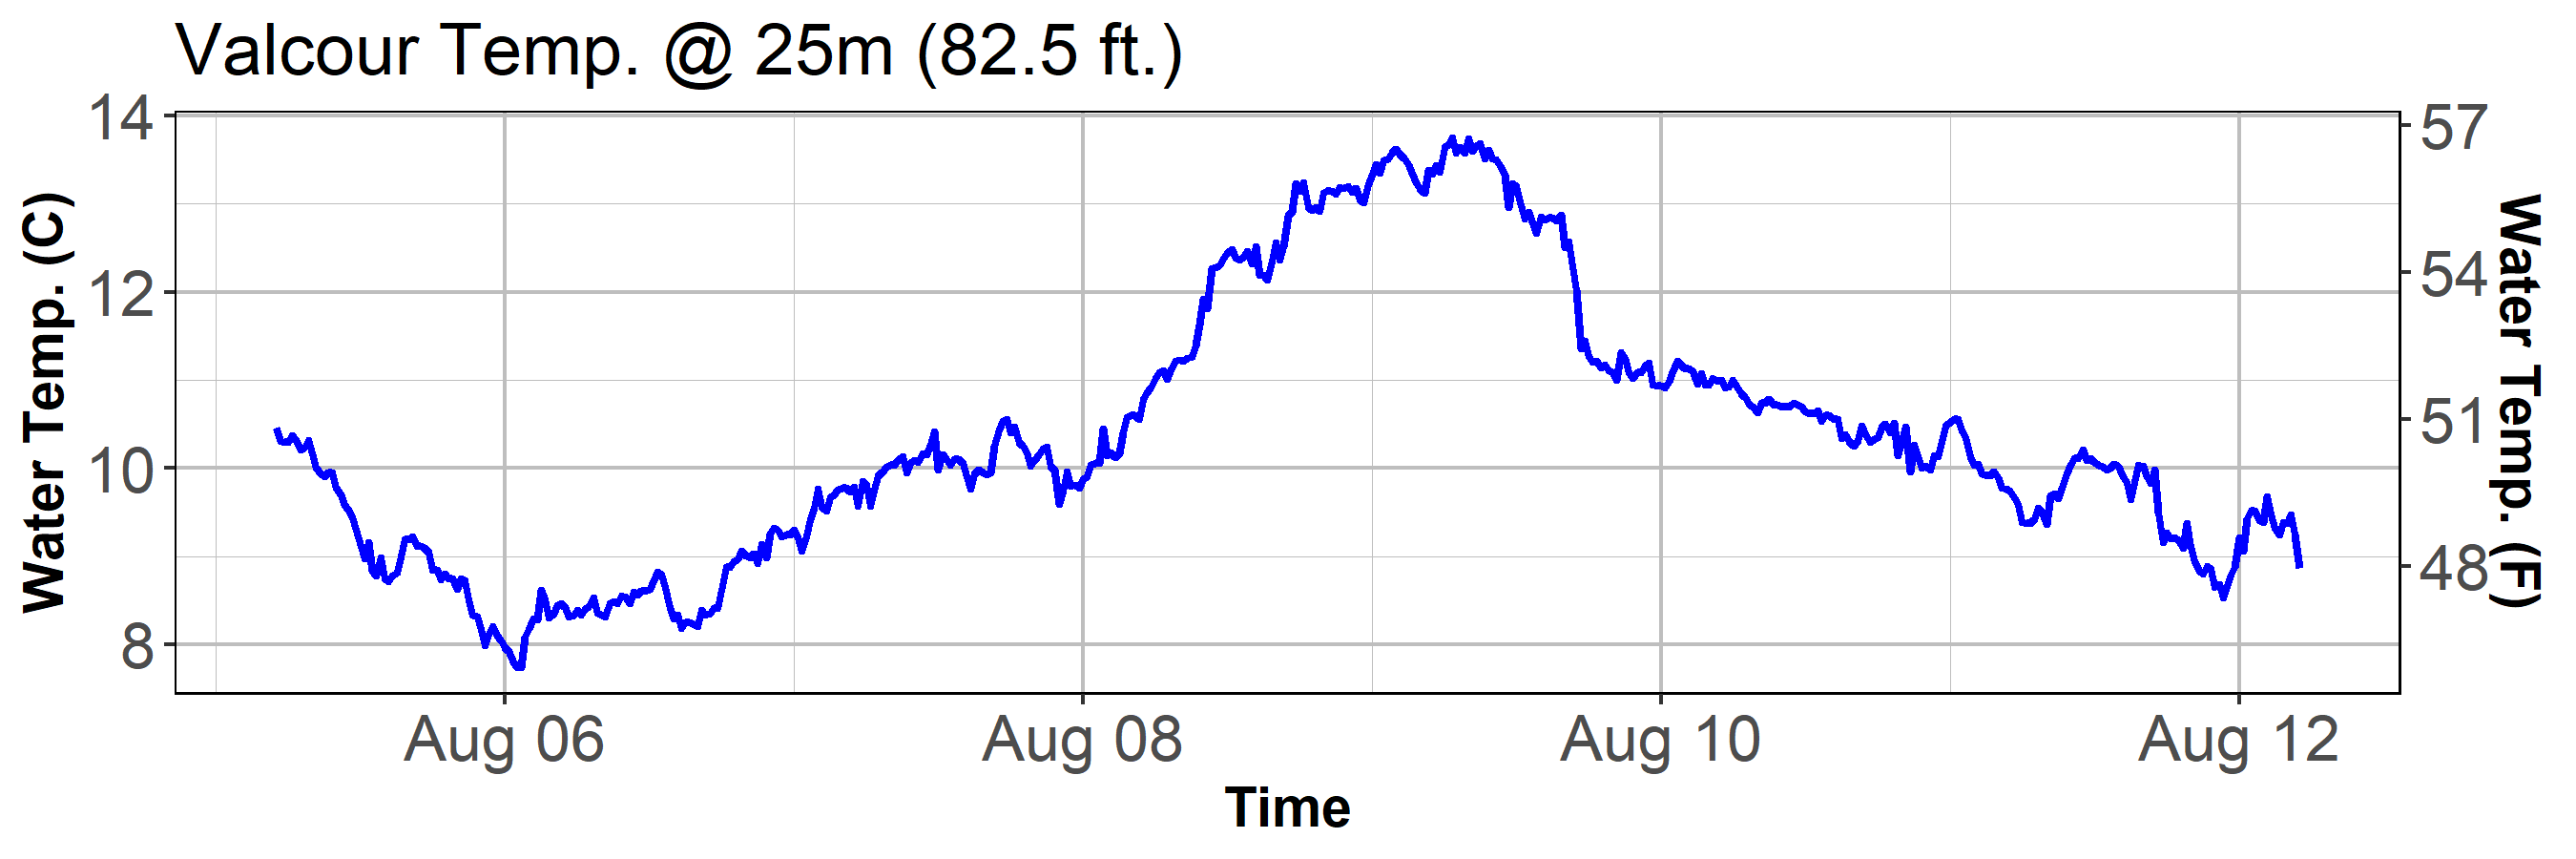 Valcour Temp. @ 25m (82.5 ft.)
Water Temp. (C)
14
12
10
8
57
54
51
48
Water Temp. (F)
Aug 06
Aug 08
Aug 10
Aug 12
Time